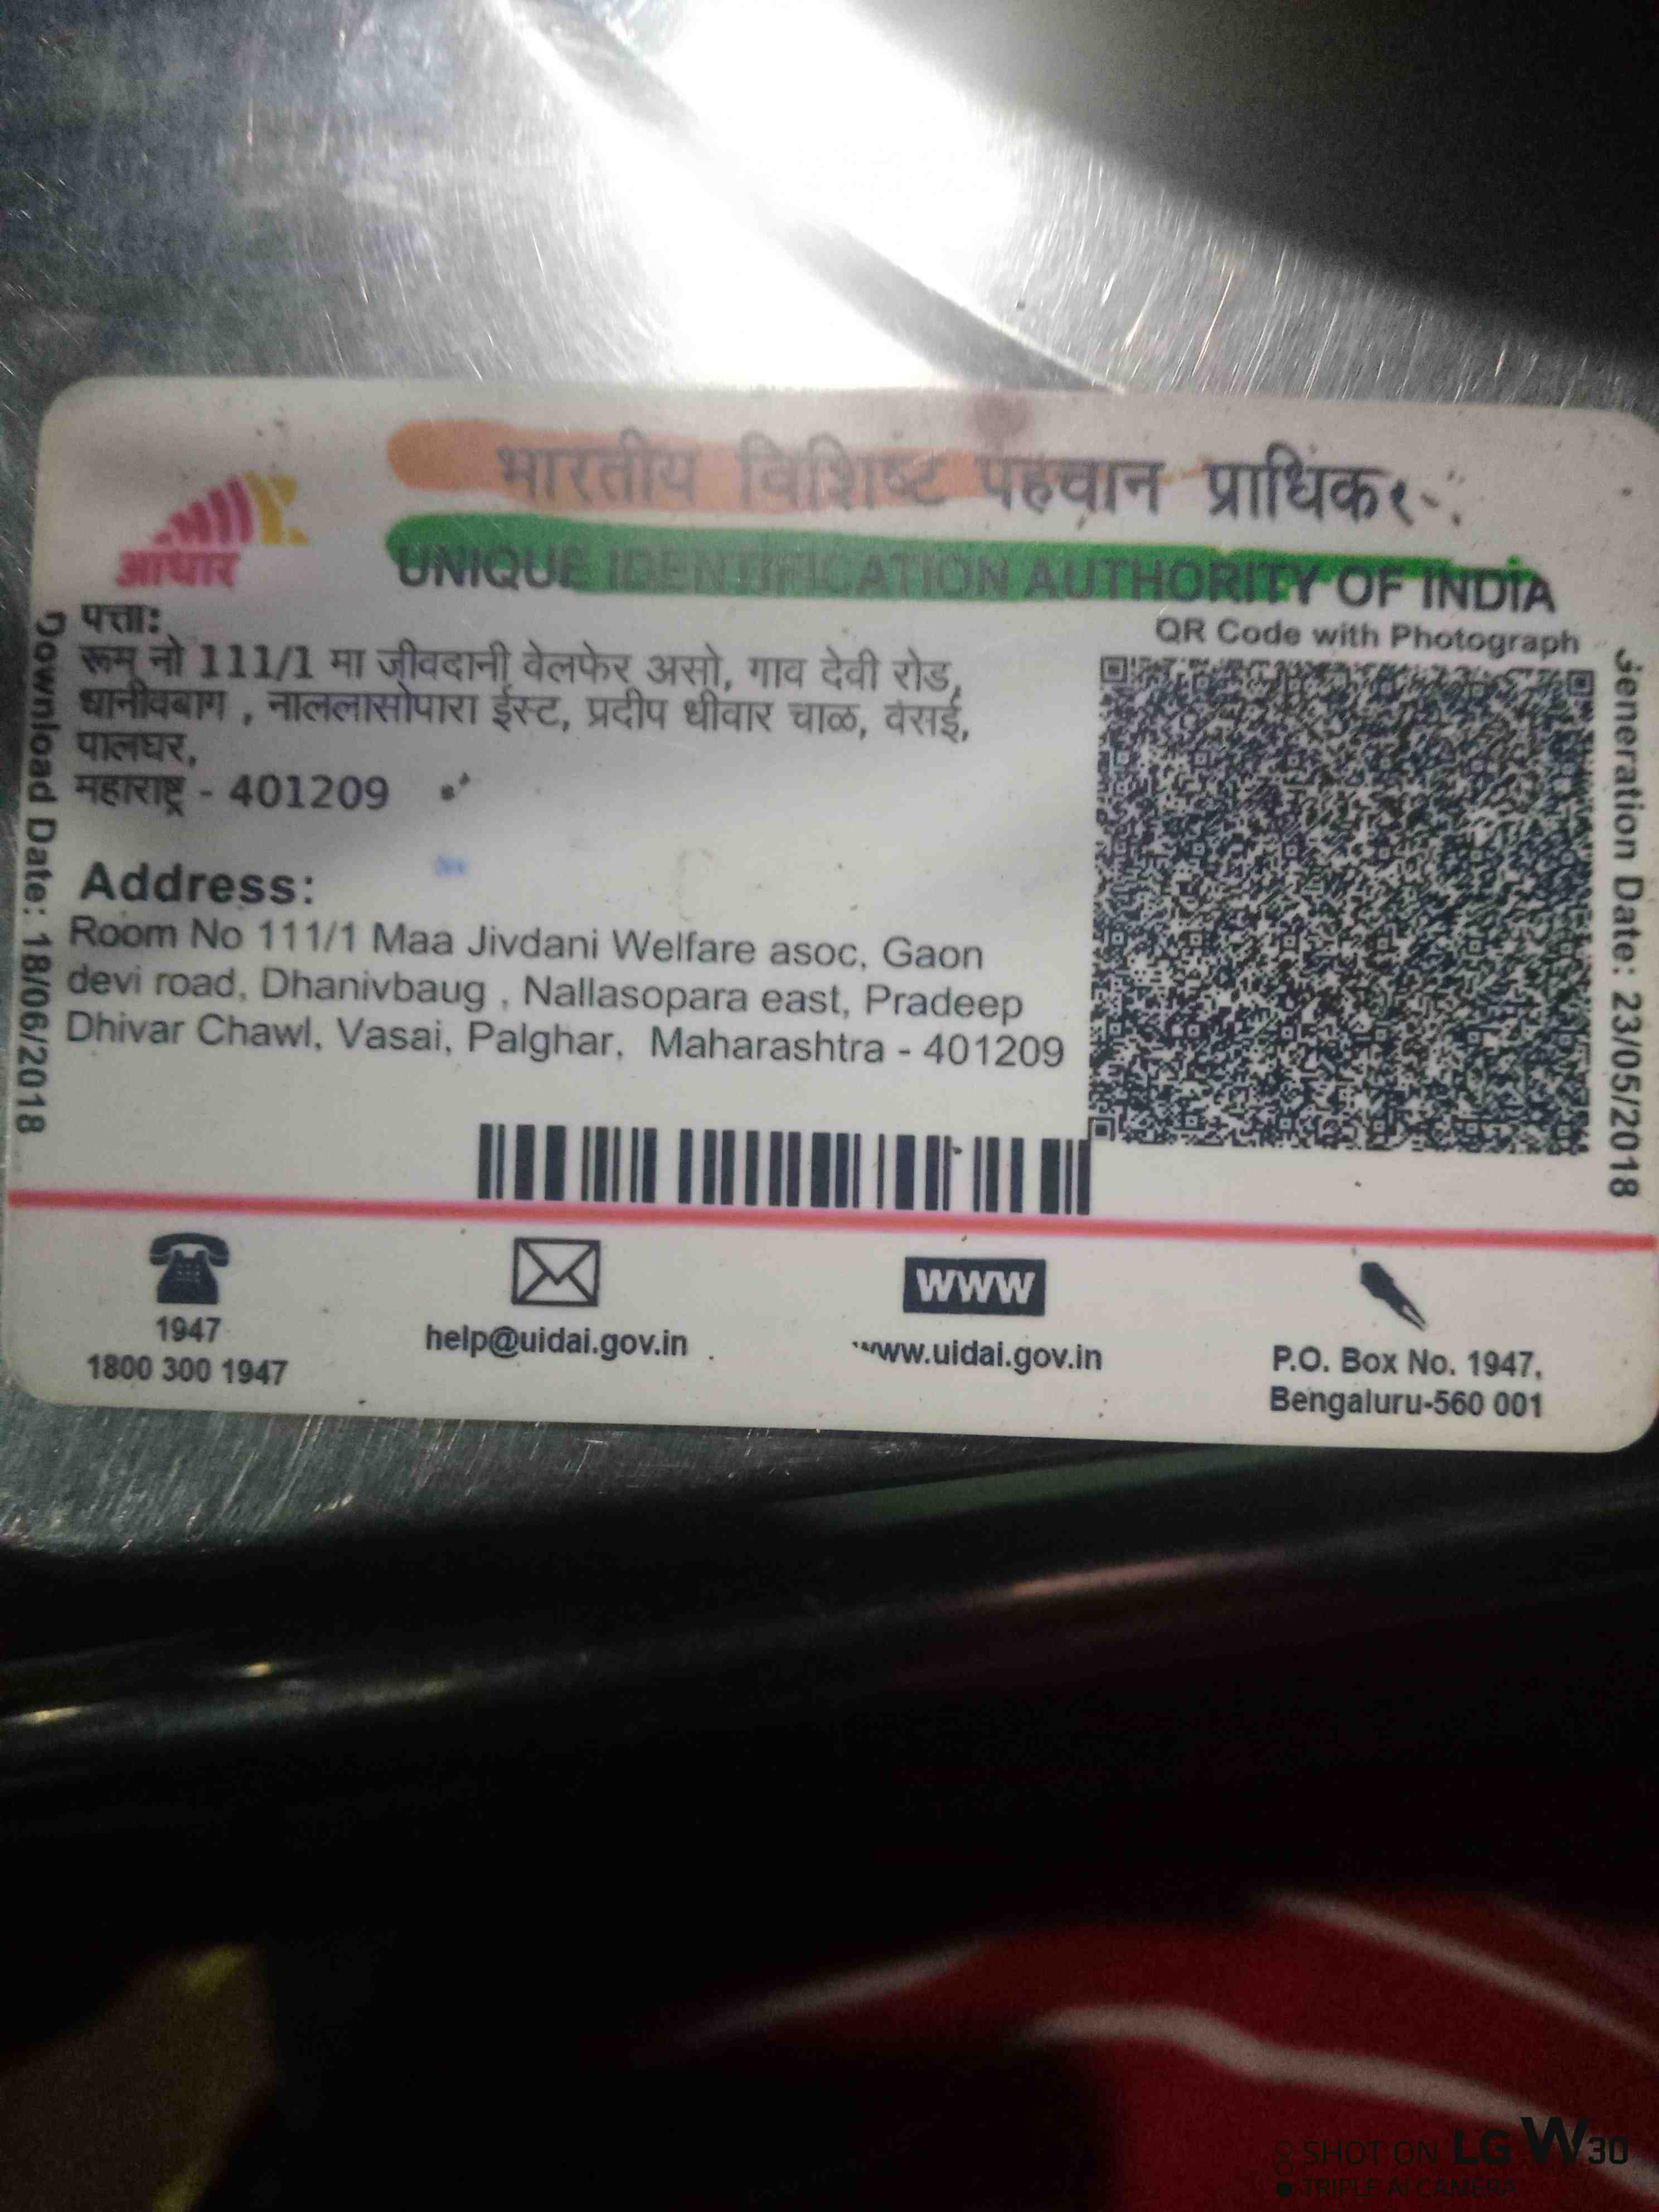 भारतीय विशिष्ट पहचान प्राधिकर
आधार
UNIQUE IDENTIFICATION AUTHORITY OF INDIA
QR Code with Photograph
पत्ता:
रूम नो 111/1 मा जीवदानी वेलफेर असो, गाव देवी रोड,
धानीवबाग , नाललासोपारा ईस्ट, प्रदीप धीवार चाळ, वसई,
पालघर,
महाराष्ट्र - 401209
Address:
Room No 111/1 Maa Jivdani Welfare asoc, Gaon
devi road, Dhanivbaug , Nallasopara east, Pradeep
Dhivar Chawl, Vasai, Palghar, Maharashtra - 401209
Download Date: 18/06/2018
Generation Date: 23/05/2018
1947
1800 300 1947
help@uidai.gov.in
WWW
www.uidai.gov.in
P.O. Box No. 1947,
Bengaluru-560 001
SHOT ON LG W30
TRIPLE AI CAMERA